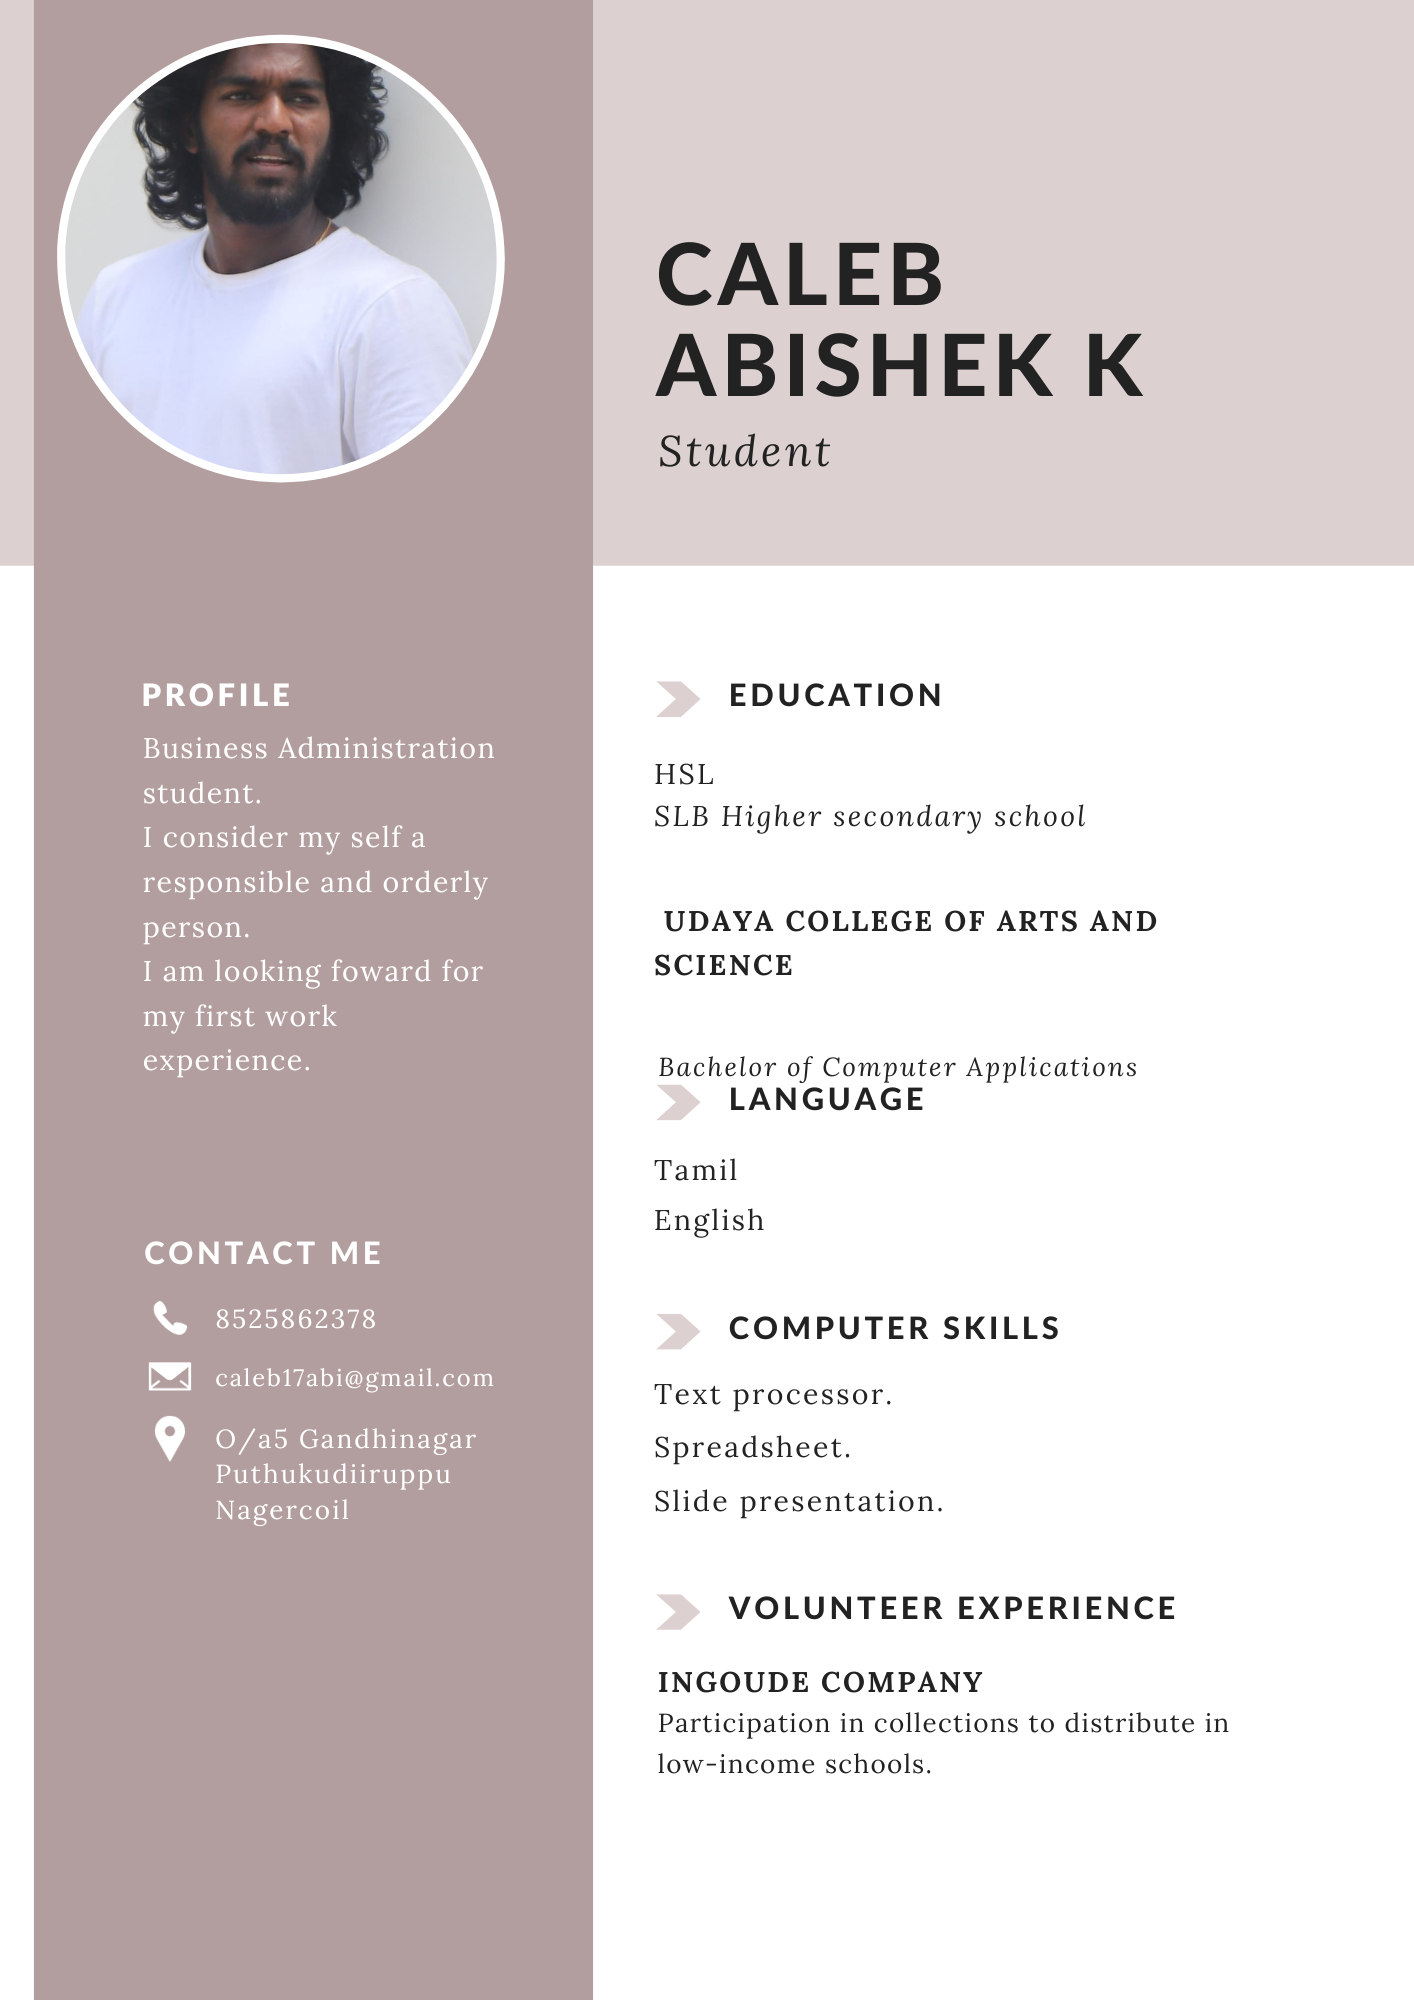 CALEB
ABISHEK K
Student
PROFILE
Business Administration
student.
I consider my self a
responsible and orderly
person.
I am looking foward for
my first work
experience.
CONTACT ME
8525862378
caleb17abi@gmail.com
O/a5 Gandhinagar
Puthukudiiruppu
Nagercoil
EDUCATION
HSL
SLB Higher secondary school
UDAYA COLLEGE OF ARTS AND
SCIENCE
Bachelor of Computer Applications
LANGUAGE
Tamil
English
COMPUTER SKILLS
Text processor.
Spreadsheet.
Slide presentation.
VOLUNTEER EXPERIENCE
INGOUDE COMPANY
Participation in collections to distribute in
low-income schools.